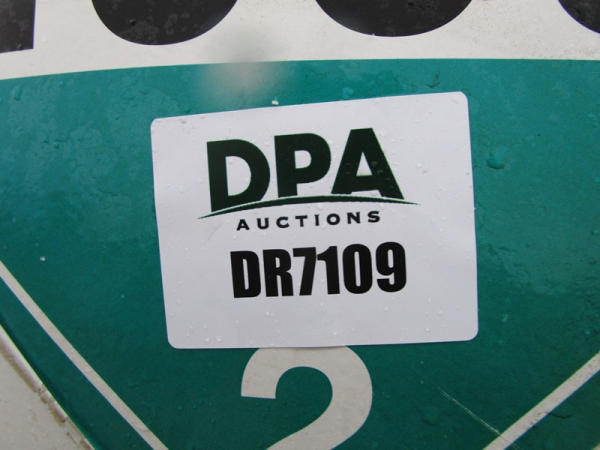 DPA
AUCTIONS
DR7109
2